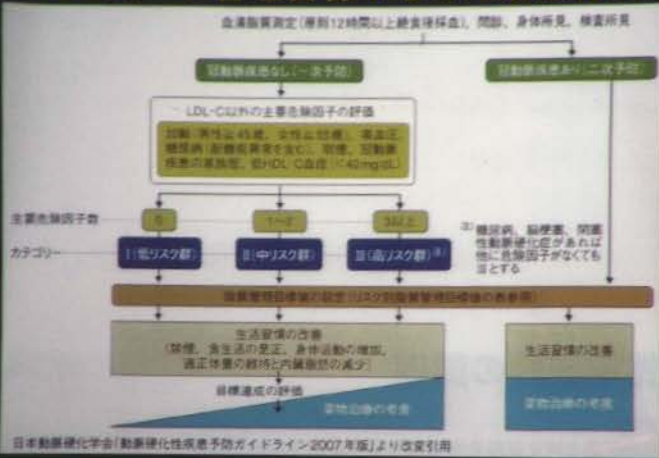 血清脂質測定(原則12時間以上絶食後採血)、問診、身体所見、検査所見
冠動脈疾患なし(一次予防)
冠動脈疾患あり(二次予防)
LDL-C以外の主要危険因子の評価
加齢(男性≧45歳、女性≧55歳)、高血圧
糖尿病(耐糖能異常を含む)、喫煙、冠動脈
疾患の家族歴、低HDL-C血症(<40mg/dL)
主要危険因子数
0
1〜2
3以上
カテゴリー
Ⅰ(低リスク群)
Ⅱ(中リスク群)
Ⅲ(高リスク群)注)
注)糖尿病、脳梗塞、閉塞
性動脈硬化症があれば
他に危険因子がなくても
Ⅲとする
脂質管理目標値の設定(リスク別脂質管理目標値の表参照)
生活習慣の改善
(禁煙、食生活の是正、身体活動の増加、
適正体重の維持と内臓脂肪の減少)
生活習慣の改善
目標達成の評価
薬物治療の考慮
薬物治療の考慮
日本動脈硬化学会「動脈硬化性疾患予防ガイドライン2007年版」より改変引用